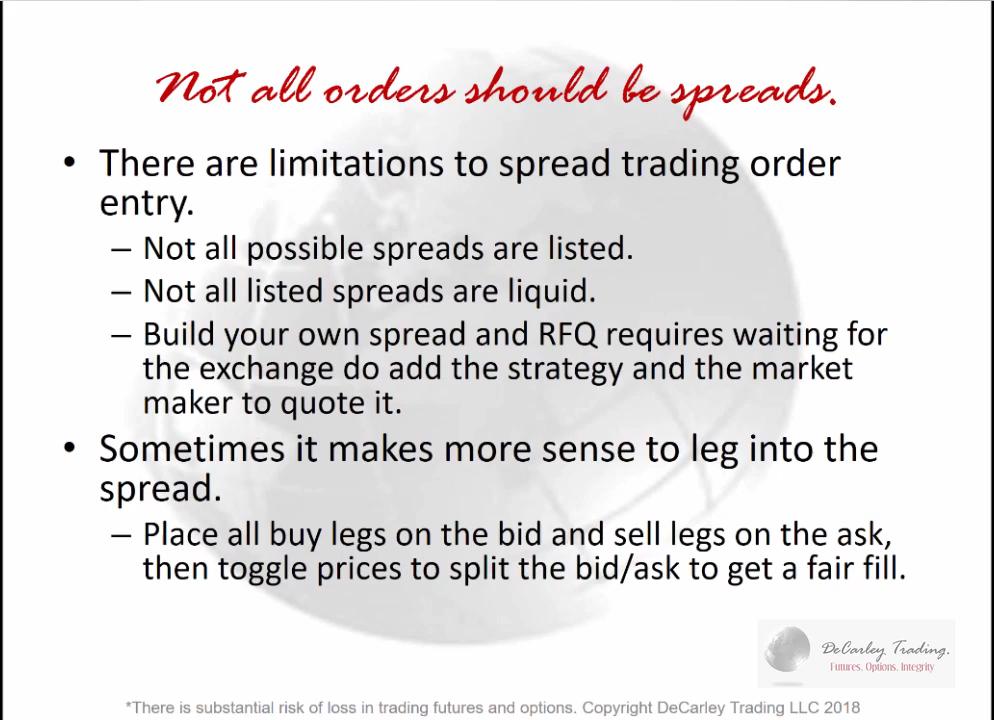 Not all orders should be spreads.
• There are limitations to spread trading order
entry.
– Not all possible spreads are listed.
– Not all listed spreads are liquid.
– Build your own spread and RFQ requires waiting for
the exchange do add the strategy and the market
maker to quote it.
• Sometimes it makes more sense to leg into the
spread.
– Place all buy legs on the bid and sell legs on the ask,
then toggle prices to split the bid/ask to get a fair fill.
DeCarley Trading.
Futures, Options, Integrity
*There is substantial risk of loss in trading futures and options. Copyright DeCarley Trading LLC 2018